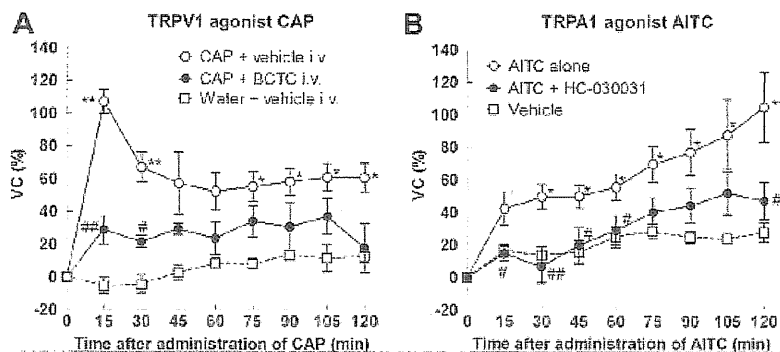 A
TRPV1 agonist CAP
140
120
100
80
60
40
20
0
-20
VC (%)
CAP + vehicle i.v.
CAP + BCTC i.v.
Water + vehicle i.v.
**
**
*
*
*
*
##
#
0 15 30 45 60 75 90 105 120
Time after administration of CAP (min)
B
TRPA1 agonist AITC
140
120
100
80
60
40
20
0
-20
VC (%)
AITC alone
AITC + HC-030031
Vehicle
*
*
*
*
*
*
*
#
##
#
#
#
0 15 30 45 60 75 90 105 120
Time after administration of AITC (min)